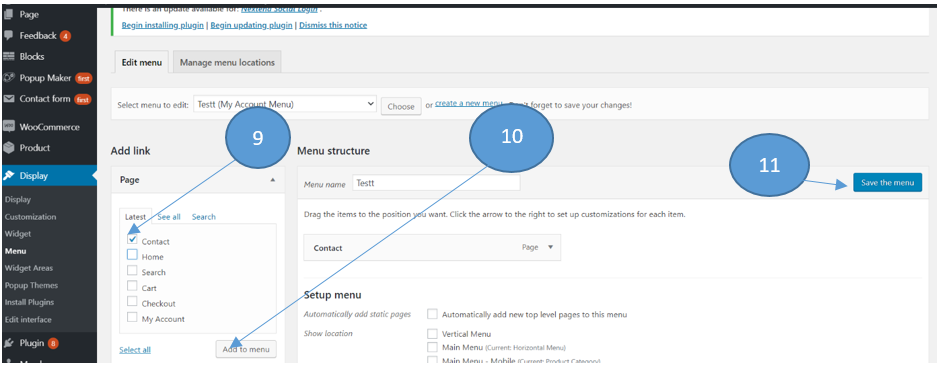 There is an update available for: Nextend Social Login .
Begin installing plugin | Begin updating plugin | Dismiss this notice
Page
Feedback 4
Blocks
Popup Maker first
Contact form first
WooCommerce
Product
Display
Display
Customization
Widget
Menu
Widget Areas
Popup Themes
Install Plugins
Edit interface
Plugin 8
Edit menu
Manage menu locations
Select menu to edit: Testt (My Account Menu) Choose or create a new menu. Don't forget to save your changes!
9
10
11
Add link
Page
Latest See all Search
Contact
Home
Search
Cart
Checkout
My Account
Select all
Add to menu
Menu structure
Menu name Testt
Save the menu
Drag the items to the position you want. Click the arrow to the right to set up customizations for each item.
Contact Page
Setup menu
Automatically add static pages Automatically add new top level pages to this menu
Show location Vertical Menu
Main Menu (Current: Horizontal Menu)
Main Menu - Mobile (Current: Product Category)